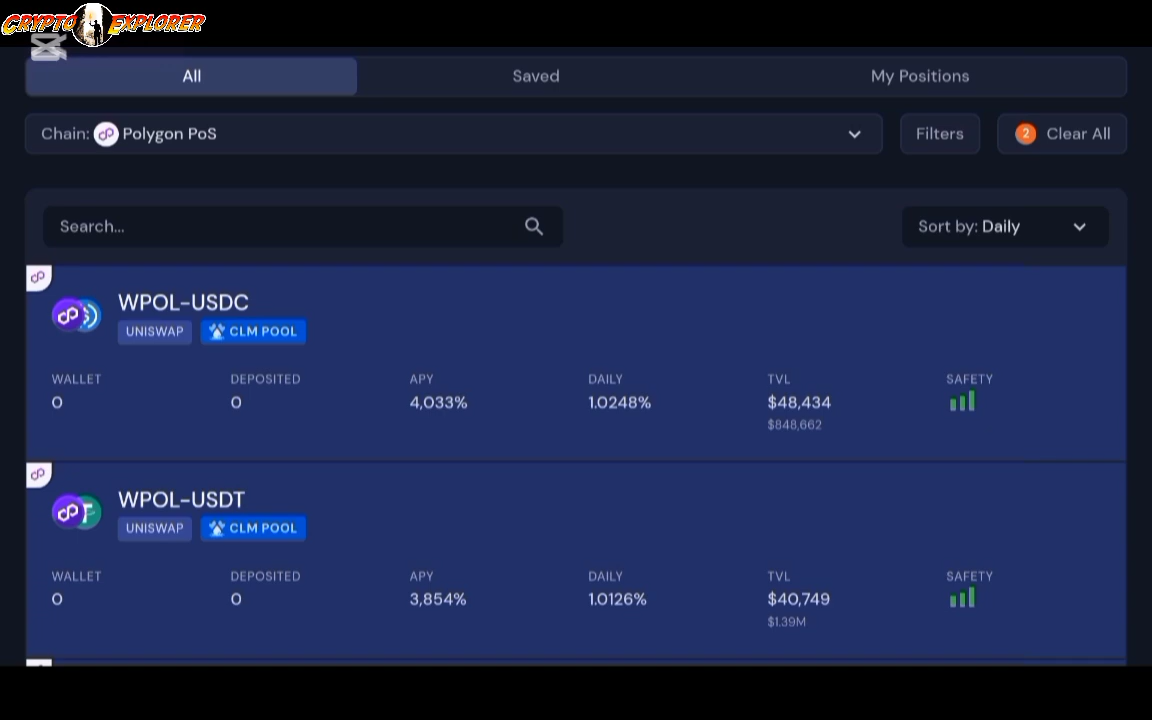 CRYPTO EXPLORER
All Saved My Positions
Chain: Polygon PoS Filters 2 Clear All
Search... Sort by: Daily
WPOL-USDC
UNISWAP CLM POOL
WALLET DEPOSITED APY DAILY TVL SAFETY
0 0 4,033% 1.0248% $48,434
$848,662
WPOL-USDT
UNISWAP CLM POOL
WALLET DEPOSITED APY DAILY TVL SAFETY
0 0 3,854% 1.0126% $40,749
$1.39M